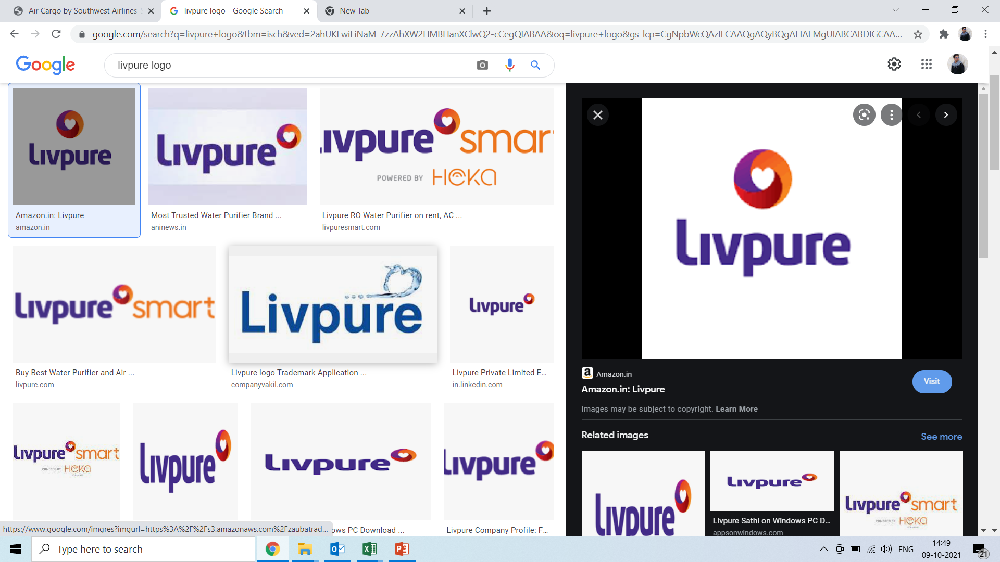 Air Cargo by Southwest Airlines-
livpure logo - Google Search
New Tab
google.com/search?q=livpure+logo&tbm=isch&ved=2ahUKEwiLiNaM_7zzAhXW2HMBHanXClwQ2-cCegQIABAA&oq=livpure+logo&gs_lcp=CgNpbWcQAzIFCAAQgAQyBQgAEIAEMgUIABCABDIGCAA...
Google
livpure logo
Livpure
Livpure
Livpure smar
POWERED BY HEKA
Amazon.in: Livpure
amazon.in
Most Trusted Water Purifier Brand ...
aninews.in
Livpure RO Water Purifier on rent, AC ...
livpuresmart.com
Livpure smart
Livpure
Livpure
Buy Best Water Purifier and Air ...
livpure.com
Livpure logo Trademark Application ...
companyvakil.com
Livpure Private Limited E...
in.linkedin.com
Livpure smart
POWERED BY HEKA
Livpure
Livpure
Livpure
ows PC Download ...
Livpure Company Profile: F...
https://www.google.com/imgres?imgurl=https%3A%2F%2Fs3.amazonaws.com%2Fzaubatrad...
Livpure
a Amazon.in
Amazon.in: Livpure
Visit
Images may be subject to copyright. Learn More
Related images
See more
Livpure
Livpure
Livpure smart
POWERED BY HEKA
Livpure Sathi on Windows PC D...
appsonwindows.com
Type here to search
ENG
14:49
09-10-2021
21